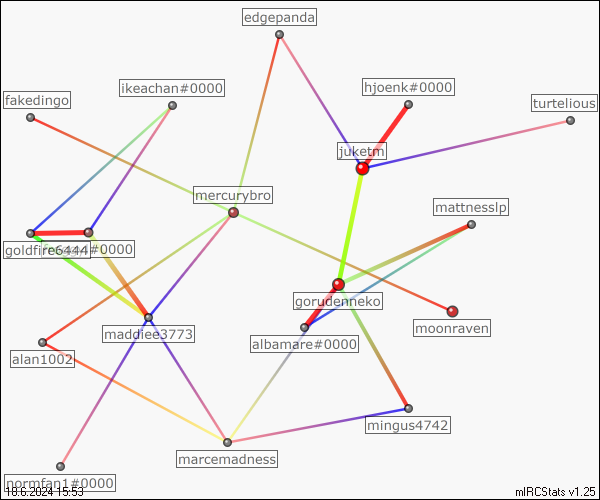 edgepanda
ikeachan#0000
hjoenk#0000
fakedingo
turtelious
juketm
mercurybro
mattnesslp
goldfire6444
#0000
gorudenneko
moonraven
maddiee3773
albamare#0000
alan1002
mingus4742
marcemadness
normfan1#0000
18.6.2024 15:53
mIRCStats v1.25